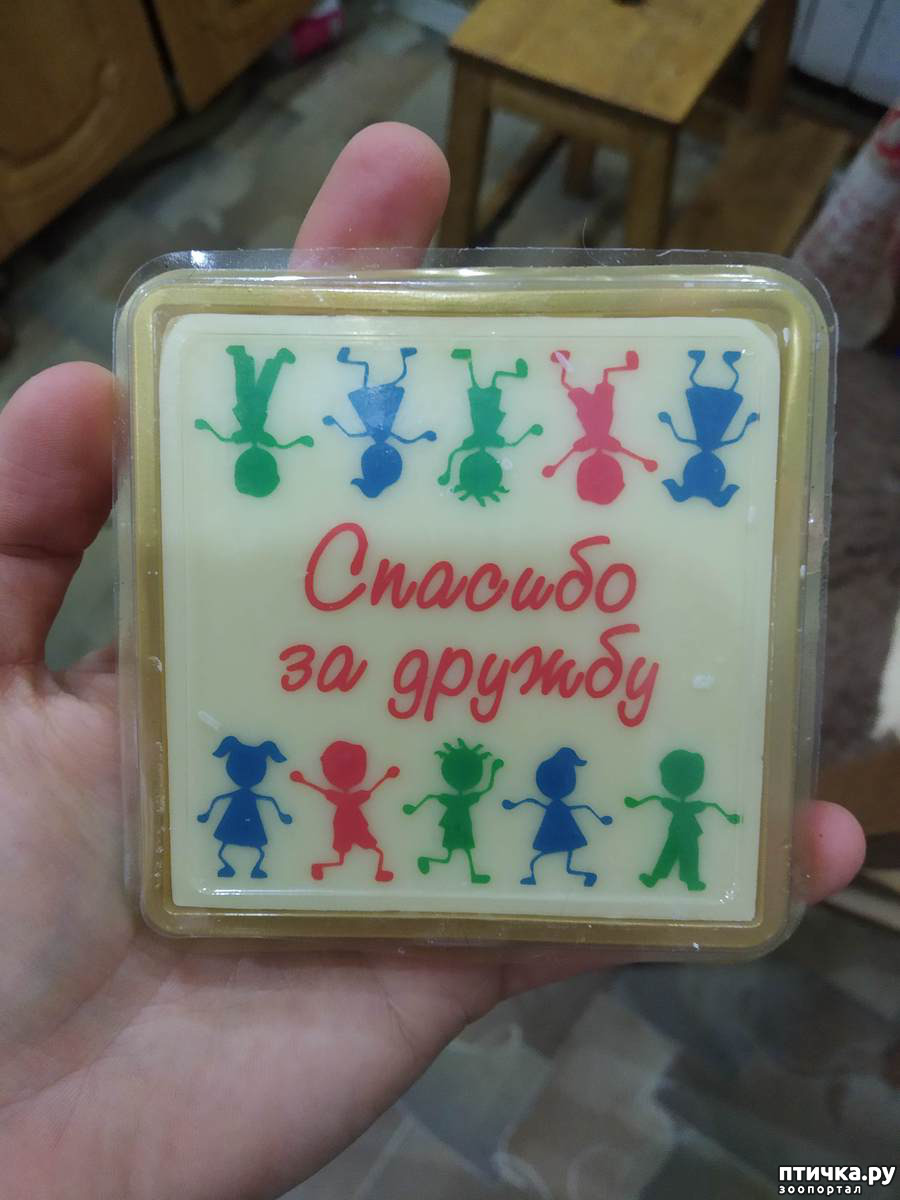 Спасибо
за дружбу
птичка.ру
зоопортал